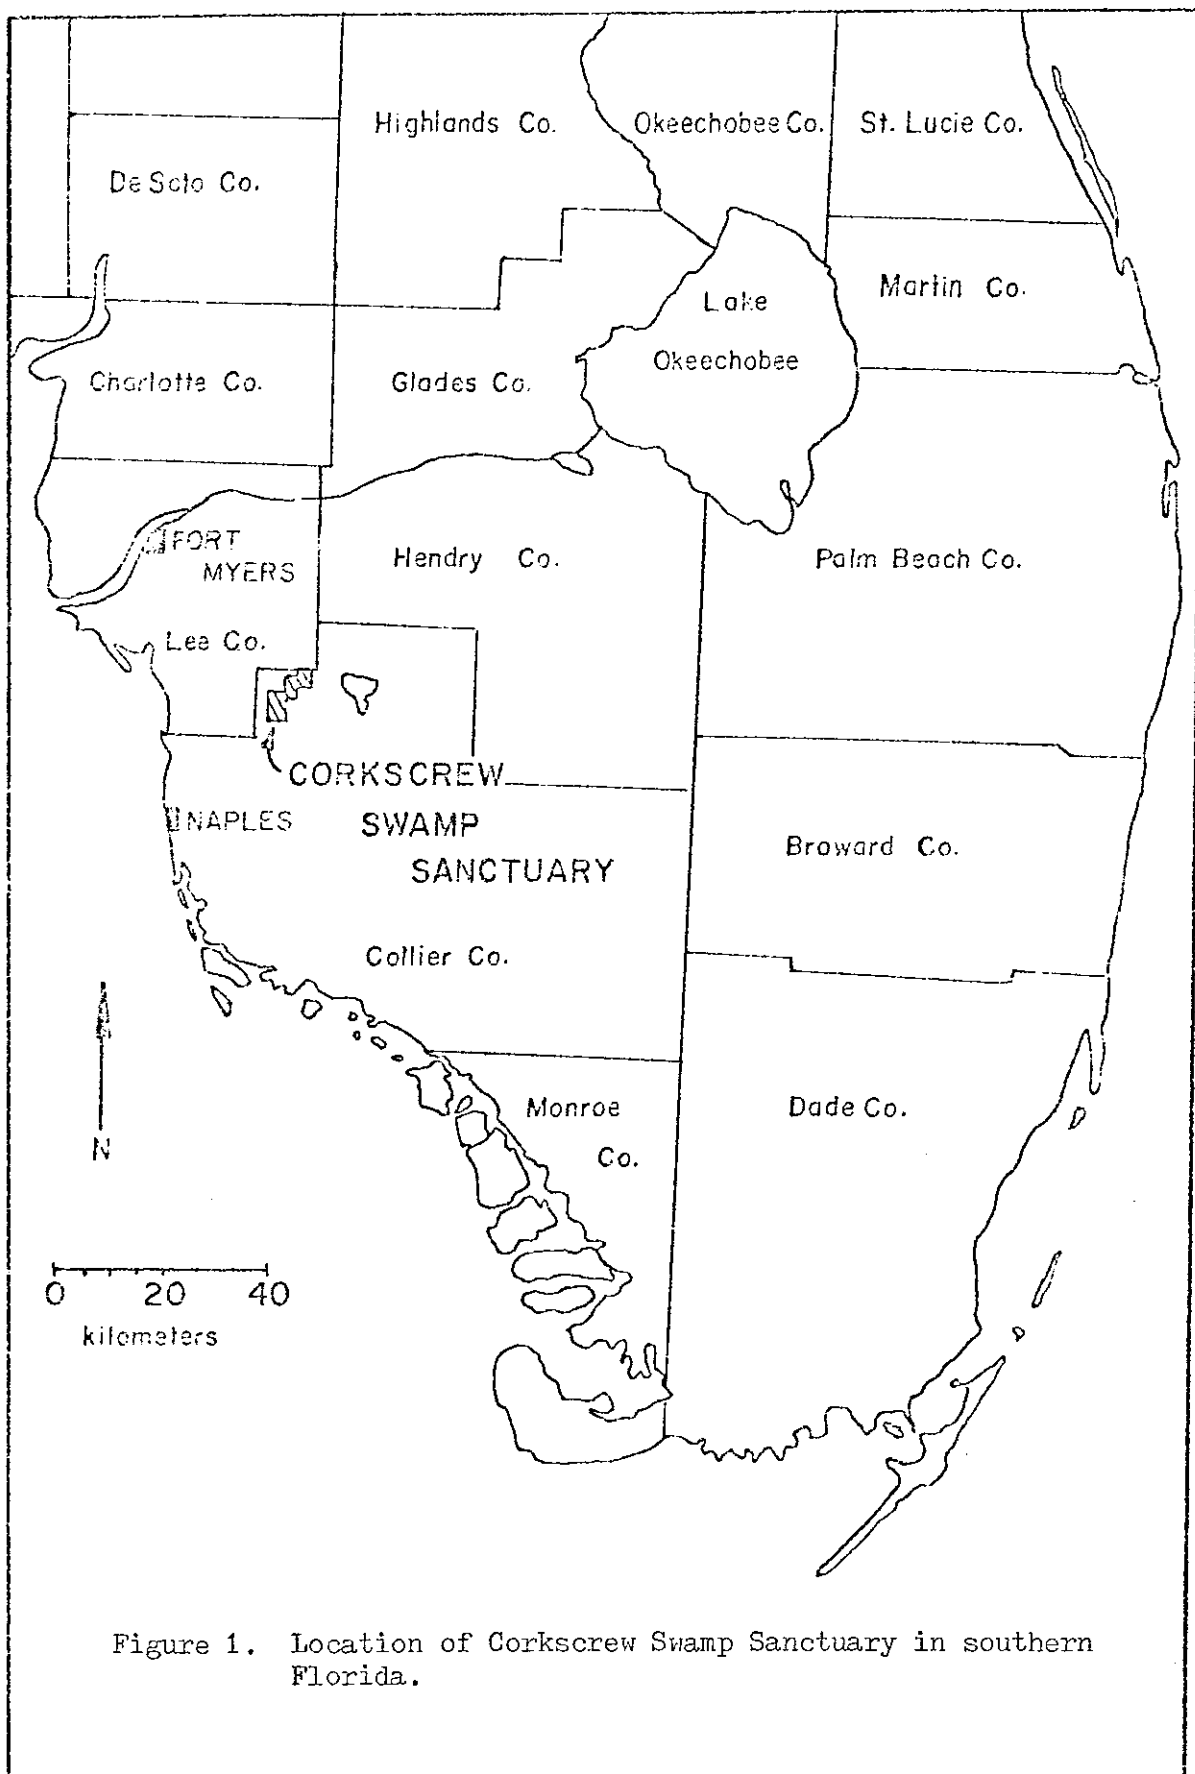 Highlands Co.
Okeechobee Co.
St. Lucie Co.
De Soto Co.
Martin Co.
Lake
Okeechobee
Charlotte Co.
Glades Co.
FORT
MYERS
Hendry Co.
Palm Beach Co.
Lee Co.
CORKSCREW
SWAMP
SANCTUARY
NAPLES
Broward Co.
Collier Co.
Monroe
Co.
Dade Co.
N
0 20 40
kilometers
Figure 1. Location of Corkscrew Swamp Sanctuary in southern
Florida.